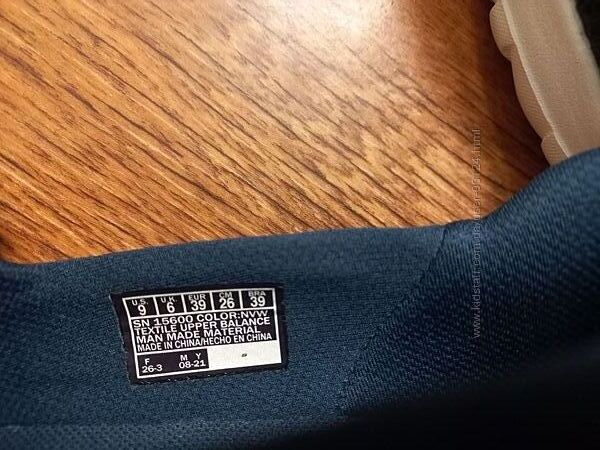 U.S. U.K. EUR CM BRA
9 6 39 26 39
SN 15600 COLOR:NVW
TEXTILE UPPER BALANCE
MAN MADE MATERIAL
MADE IN CHINA/HECHO EN CHINA
F M Y
26-3 08-21